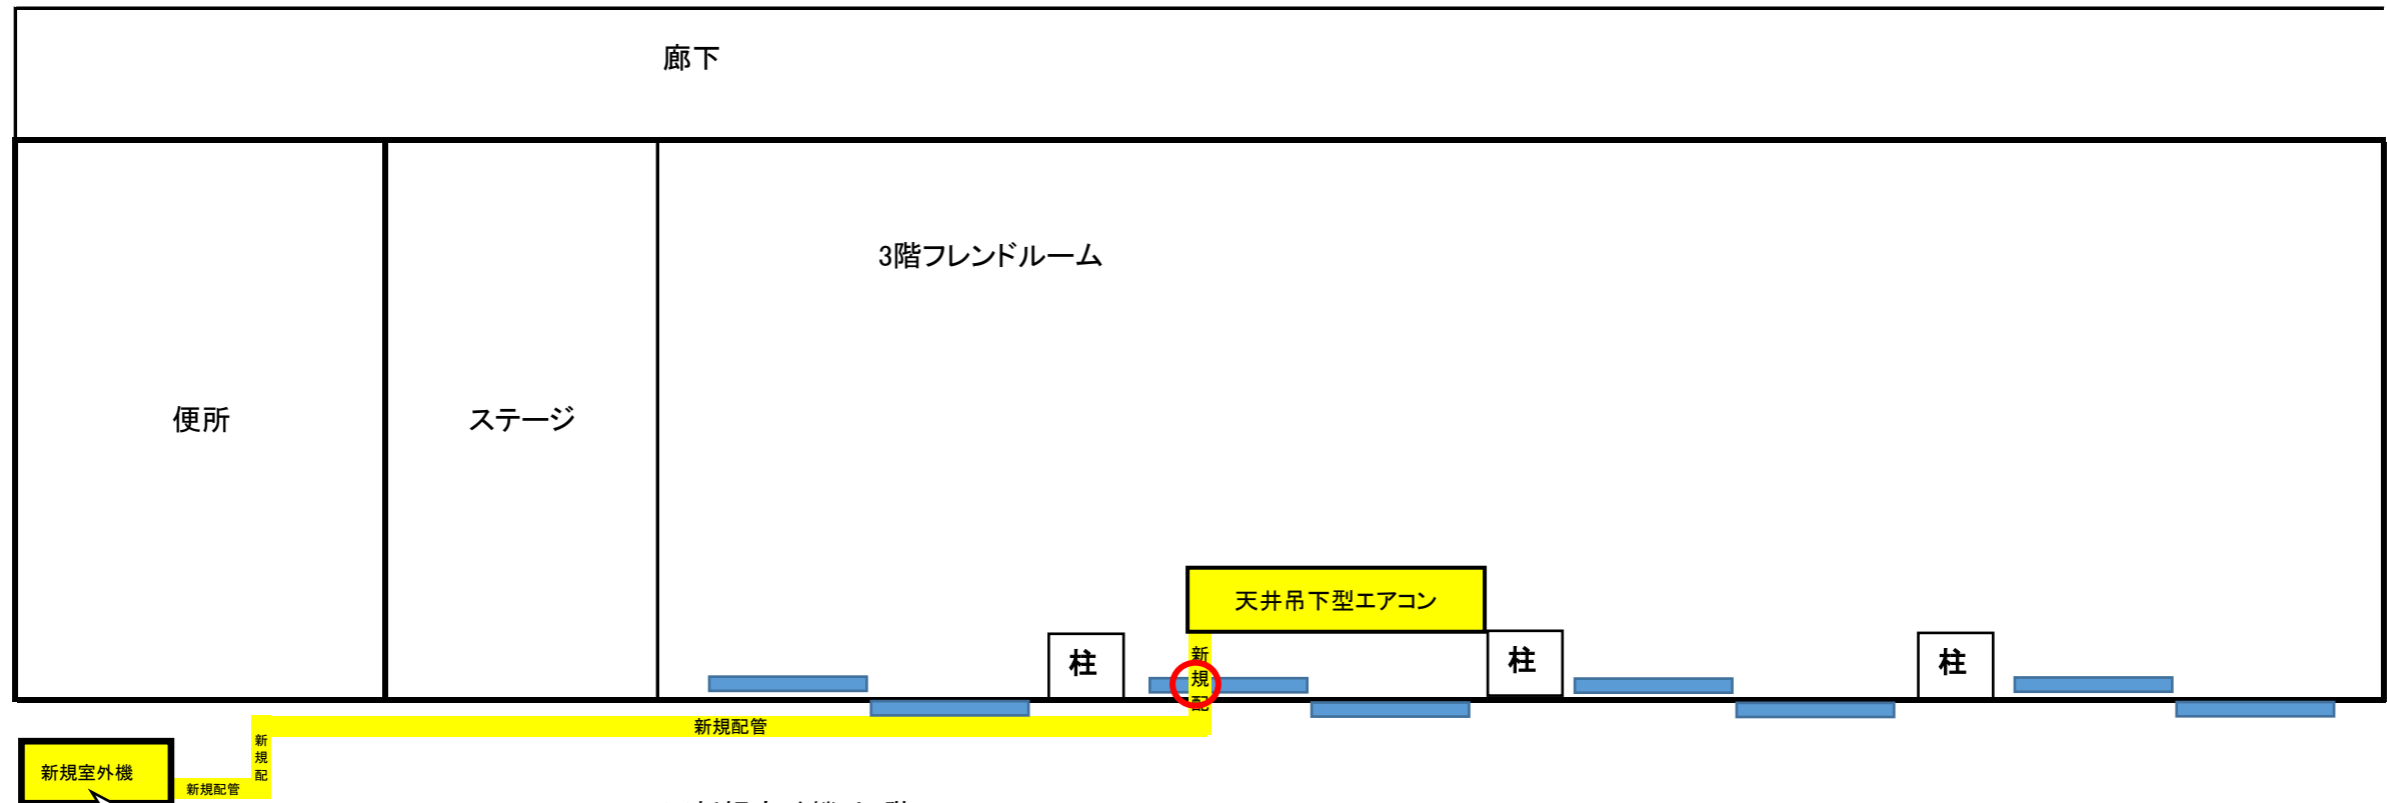 廊下
3階フレンドルーム
便所
ステージ
天井吊下型エアコン
柱
柱
柱
新規配
新規配管
新規配
新規室外機
新規配管